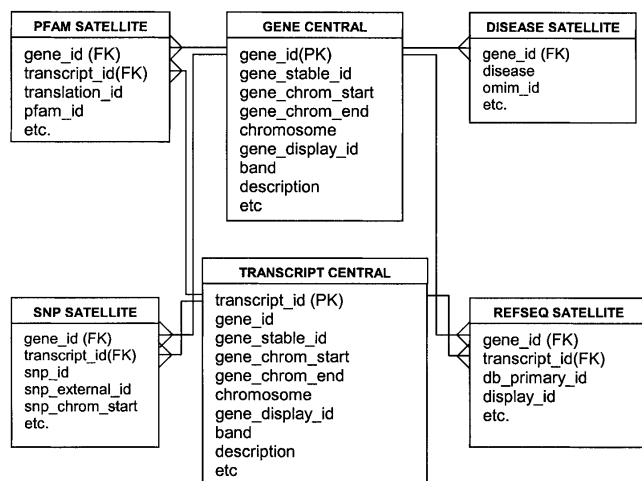 PFAM SATELLITE
gene_id (FK)
transcript_id(FK)
translation_id
pfam_id
etc.
GENE CENTRAL
gene_id(PK)
gene_stable_id
gene_chrom_start
gene_chrom_end
chromosome
gene_display_id
band
description
etc
DISEASE SATELLITE
gene_id (FK)
disease
omim_id
etc.
SNP SATELLITE
gene_id (FK)
transcript_id(FK)
snp_id
snp_external_id
snp_chrom_start
etc.
TRANSCRIPT CENTRAL
transcript_id (PK)
gene_id
gene_stable_id
gene_chrom_start
gene_chrom_end
chromosome
gene_display_id
band
description
etc
REFSEQ SATELLITE
gene_id (FK)
transcript_id(FK)
db_primary_id
display_id
etc.